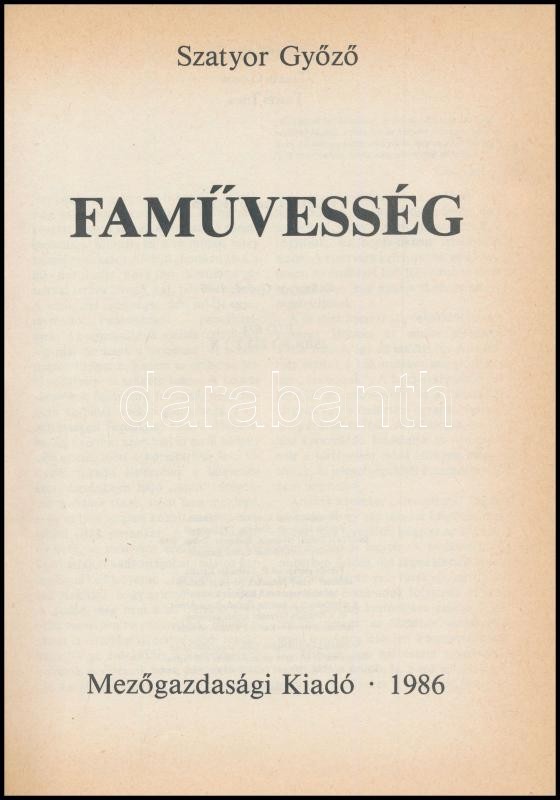 Szatyor Győző
FAMŰVESSÉG
darabanth
Mezőgazdasági Kiadó · 1986